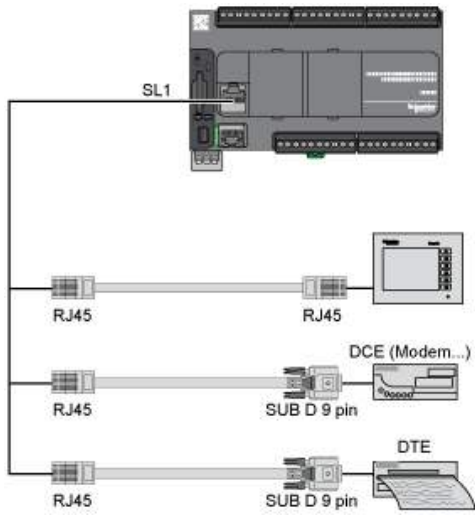 SL1
RJ45
RJ45
DCE (Modem...)
RJ45
SUB D 9 pin
DTE
RJ45
SUB D 9 pin